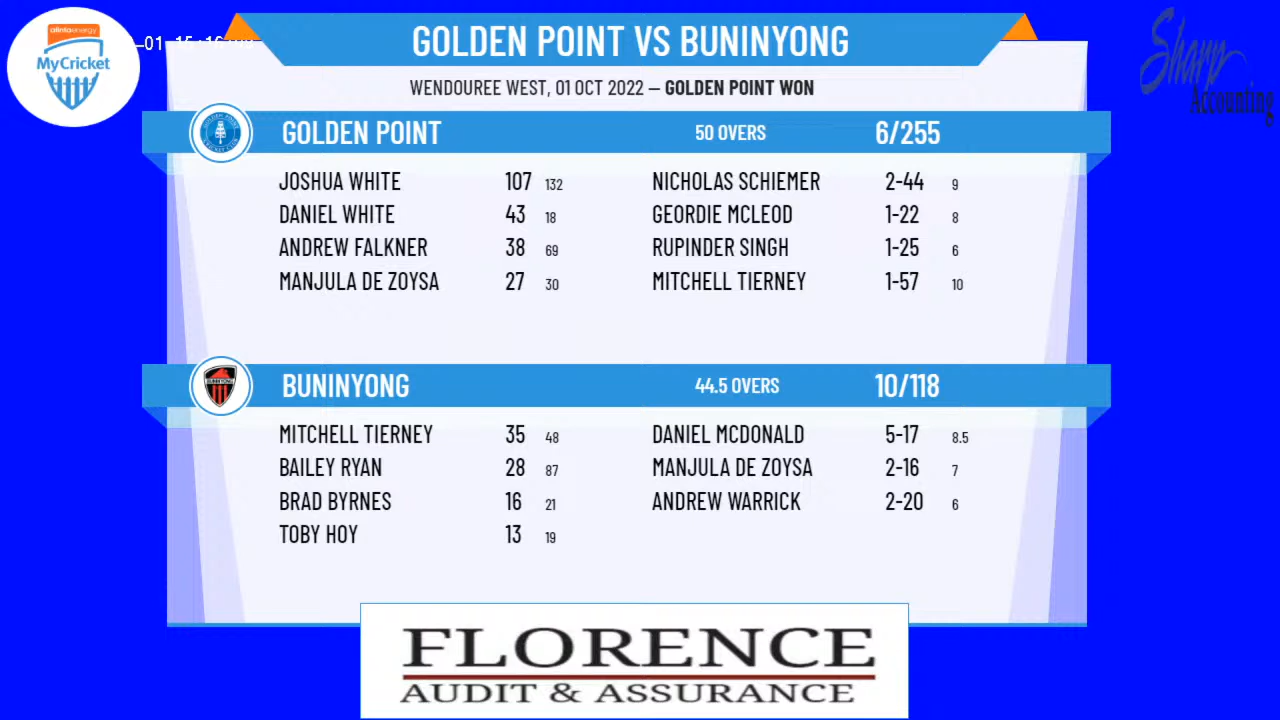 alintaenergy
MyCricket
GOLDEN POINT VS BUNINYONG
Sharp
Accounting
WENDOUREE WEST, 01 OCT 2022 – GOLDEN POINT WON
GOLDEN POINT 50 OVERS 6/255
JOSHUA WHITE 107 132 NICHOLAS SCHIEMER 2-44 9
DANIEL WHITE 43 18 GEORDIE MCLEOD 1-22 8
ANDREW FALKNER 38 69 RUPINDER SINGH 1-25 6
MANJULA DE ZOYSA 27 30 MITCHELL TIERNEY 1-57 10
BUNINYONG 44.5 OVERS 10/118
MITCHELL TIERNEY 35 48 DANIEL MCDONALD 5-17 8.5
BAILEY RYAN 28 87 MANJULA DE ZOYSA 2-16 7
BRAD BYRNES 16 21 ANDREW WARRICK 2-20 6
TOBY HOY 13 19
FLORENCE
AUDIT & ASSURANCE